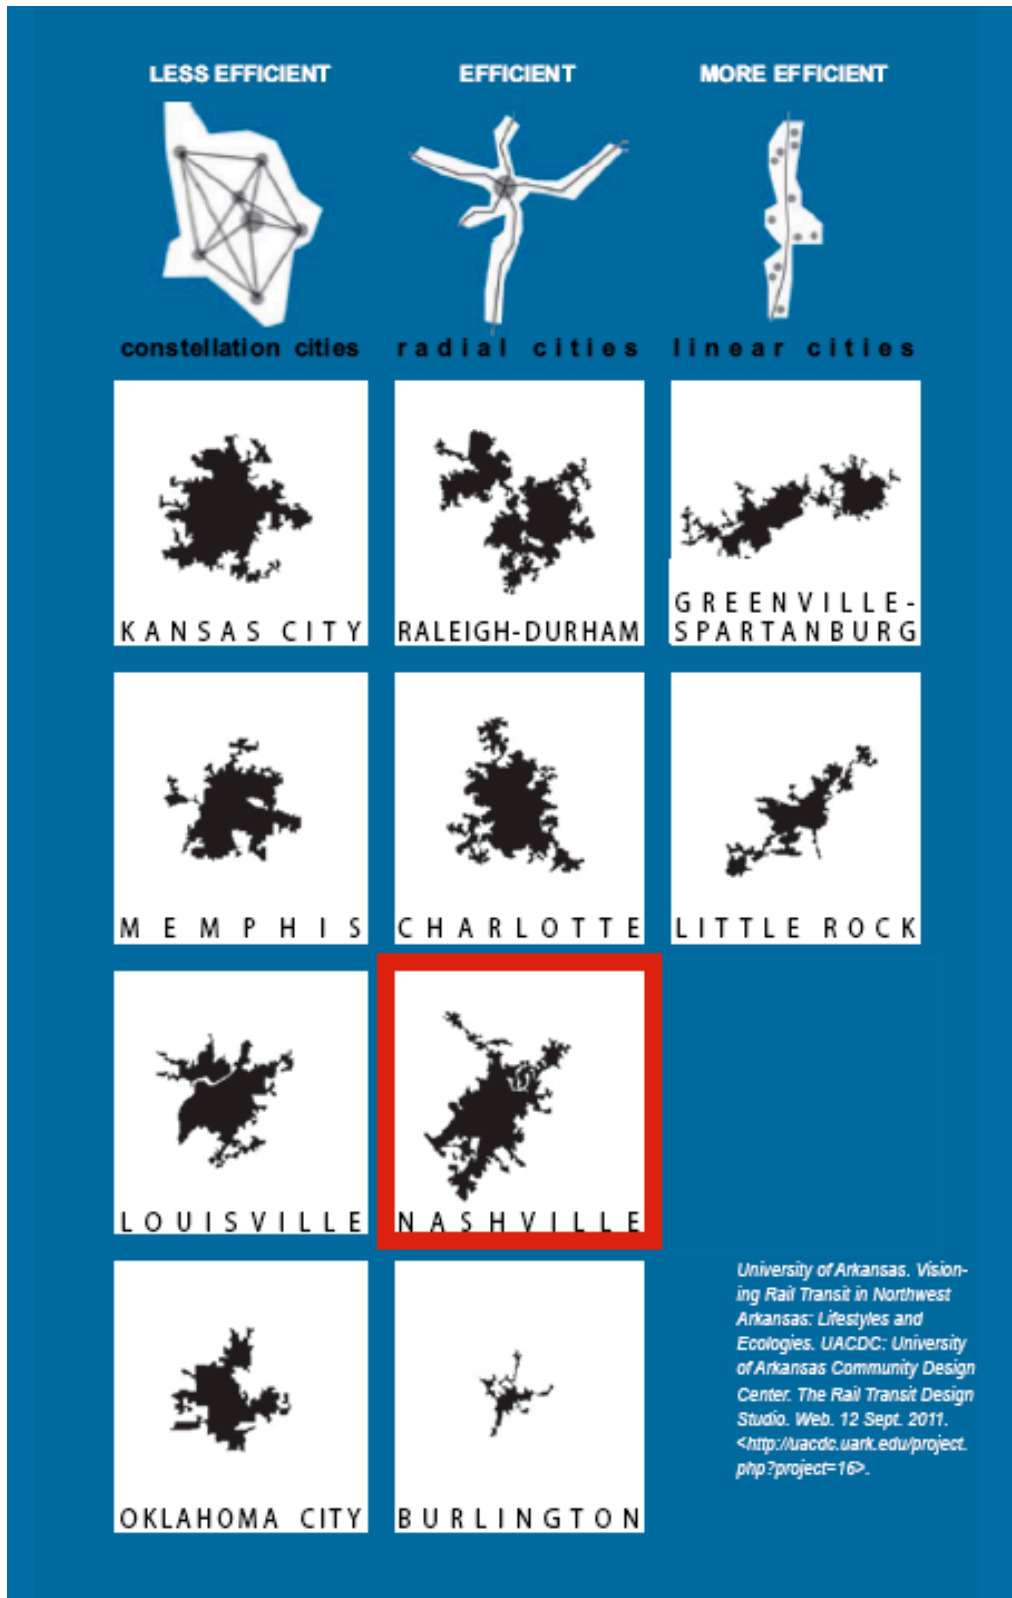 LESS EFFICIENT
EFFICIENT
MORE EFFICIENT
constellation cities
radial cities
linear cities
KANSAS CITY
RALEIGH-DURHAM
GREENVILLE-
SPARTANBURG
MEMPHIS
CHARLOTTE
LITTLE ROCK
LOUISVILLE
NASHVILLE
OKLAHOMA CITY
BURLINGTON
University of Arkansas. Vision-
ing Rail Transit in Northwest
Arkansas: Lifestyles and
Ecologies. UACDC: University
of Arkansas Community Design
Center. The Rail Transit Design
Studio. Web. 12 Sept. 2011.
<http://uacdc.uark.edu/project.
php?project=16>.